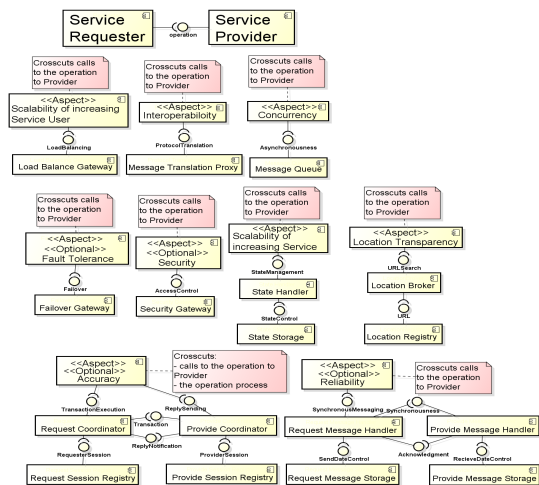 Service
Requester
operation
Service
Provider
Crosscuts calls
to the operation
to Provider
Crosscuts calls
to the operation
to Provider
Crosscuts calls
to the operation
to Provider
<<Aspect>>
Scalability of increasing
Service User
<<Aspect>>
Interoperabiloity
<<Aspect>>
Concurrency
LoadBalancing
ProtocolTranslation
Asynchronousness
Load Balance Gateway
Message Translation Proxy
Message Queue
Crosscuts calls
to the operation
to Provider
Crosscuts calls
to the operation
to Provider
Crosscuts calls
to the operation
to Provider
Crosscuts calls
to the operation
to Provider
<<Aspect>>
<<Optional>>
Fault Tolerance
<<Aspect>>
<<Optional>>
Security
<<Aspect>>
Scalability of
increasing Service
<<Aspect>>
Location Transparency
Failover
AccessControl
StateManagement
URLSearch
Failover Gateway
Security Gateway
State Handler
Location Broker
StateControl
URL
State Storage
Location Registry
<<Aspect>>
<<Optional>>
Accuracy
Crosscuts:
- calls to the operation to
Provider
- the operation process
<<Aspect>>
<<Optional>>
Reliability
Crosscuts calls
to the operation
to Provider
TransactionExecution
ReplySending
SynchronousMessaging
Synchronousness
Request Coordinator
Transaction
ReplyNotification
Provide Coordinator
Request Message Handler
Acknowledgment
Provide Message Handler
RequesterSession
ProviderSession
SendDateControl
RecieveDateControl
Request Session Registry
Provide Session Registry
Request Message Storage
Provide Message Storage